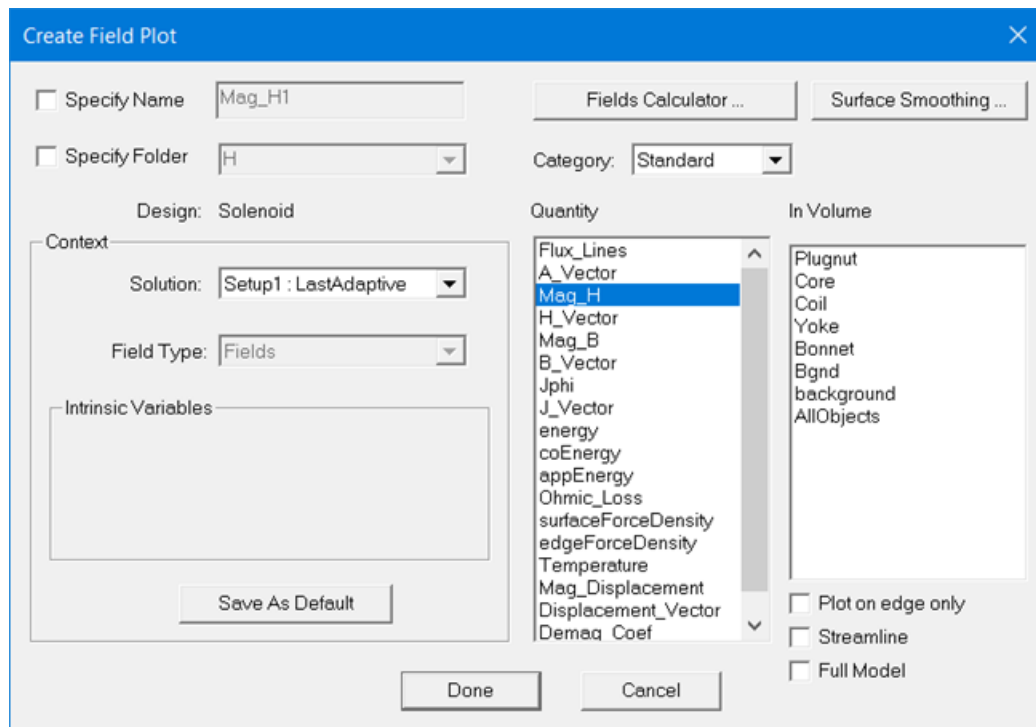 Create Field Plot
Specify Name
Mag_H1
Fields Calculator ...
Surface Smoothing ...
Specify Folder
H
Category:
Standard
Design:
Solenoid
Quantity
In Volume
Context
Solution:
Setup1 : LastAdaptive
Field Type:
Fields
Intrinsic Variables
Save As Default
Flux_Lines
A_Vector
Mag_H
H_Vector
Mag_B
B_Vector
Jphi
J_Vector
energy
coEnergy
appEnergy
Ohmic_Loss
surfaceForceDensity
edgeForceDensity
Temperature
Mag_Displacement
Displacement_Vector
Demag_Coef
Plugnut
Core
Coil
Yoke
Bonnet
Bgnd
background
AllObjects
Plot on edge only
Streamline
Full Model
Done
Cancel